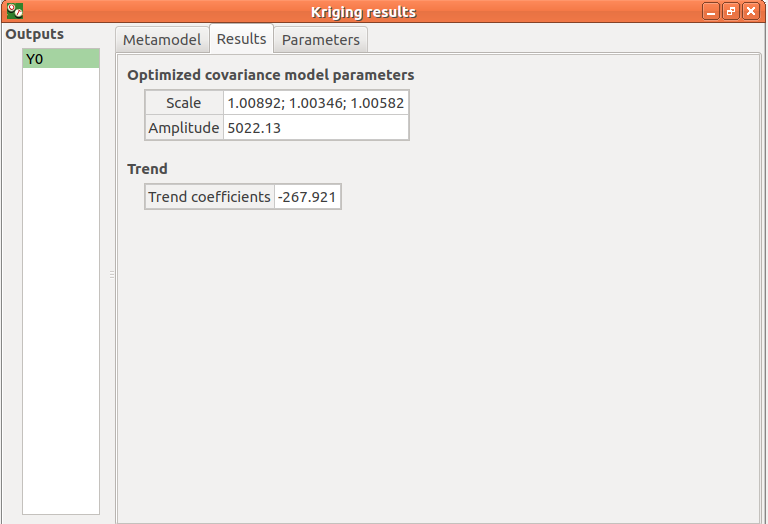 Kriging results
Outputs
Y0
Metamodel Results Parameters
Optimized covariance model parameters
Scale 1.00892; 1.00346; 1.00582
Amplitude 5022.13
Trend
Trend coefficients -267.921